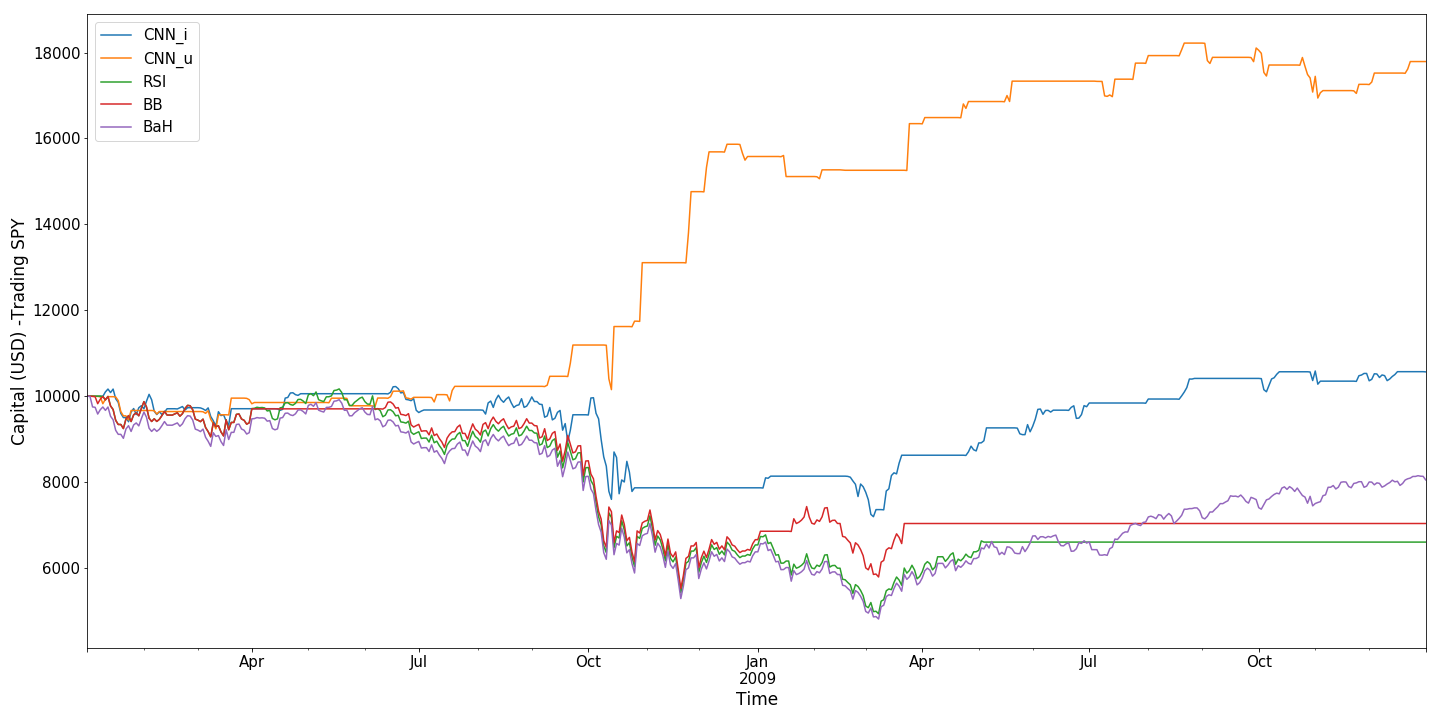 CNN_i
CNN_u
RSI
BB
BaH
18000
16000
14000
12000
10000
8000
6000
Capital (USD) -Trading SPY
Apr
Jul
Oct
Jan
2009
Apr
Jul
Oct
Time